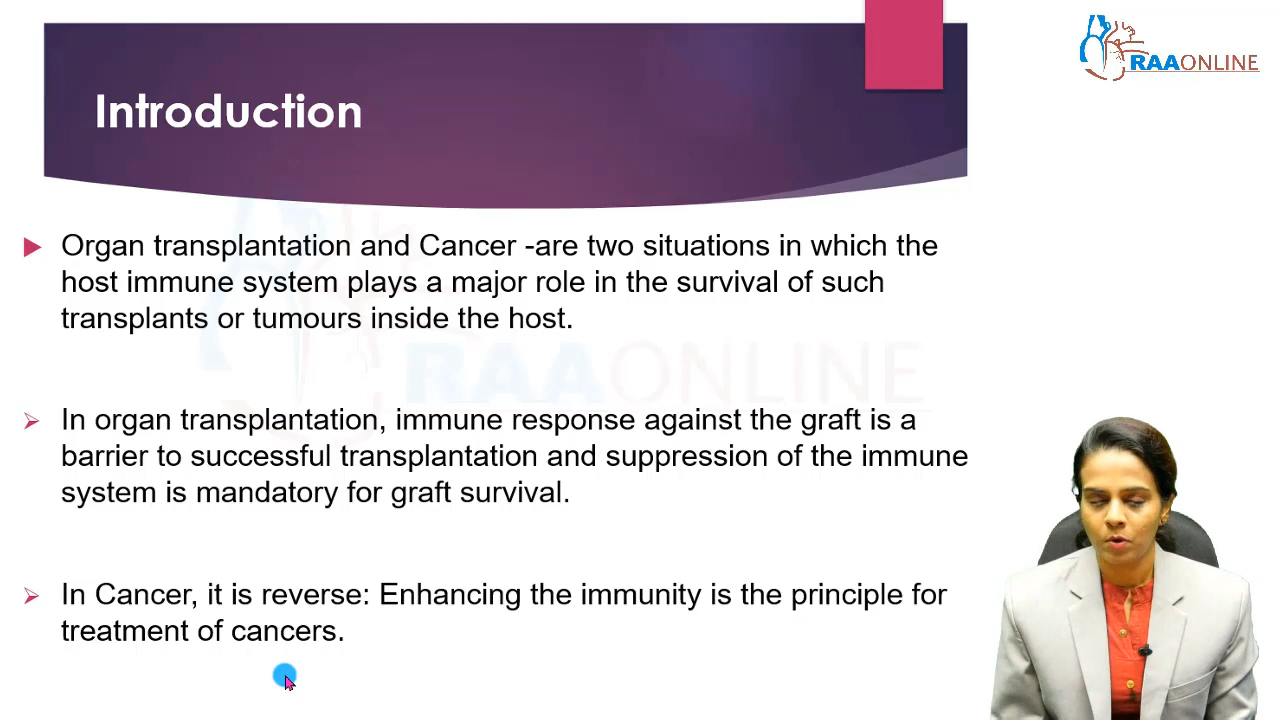 RAAONLINE
Introduction
Organ transplantation and Cancer -are two situations in which the
host immune system plays a major role in the survival of such
transplants or tumours inside the host.
RAAONLINE
In organ transplantation, immune response against the graft is a
barrier to successful transplantation and suppression of the immune
system is mandatory for graft survival.
In Cancer, it is reverse: Enhancing the immunity is the principle for
treatment of cancers.